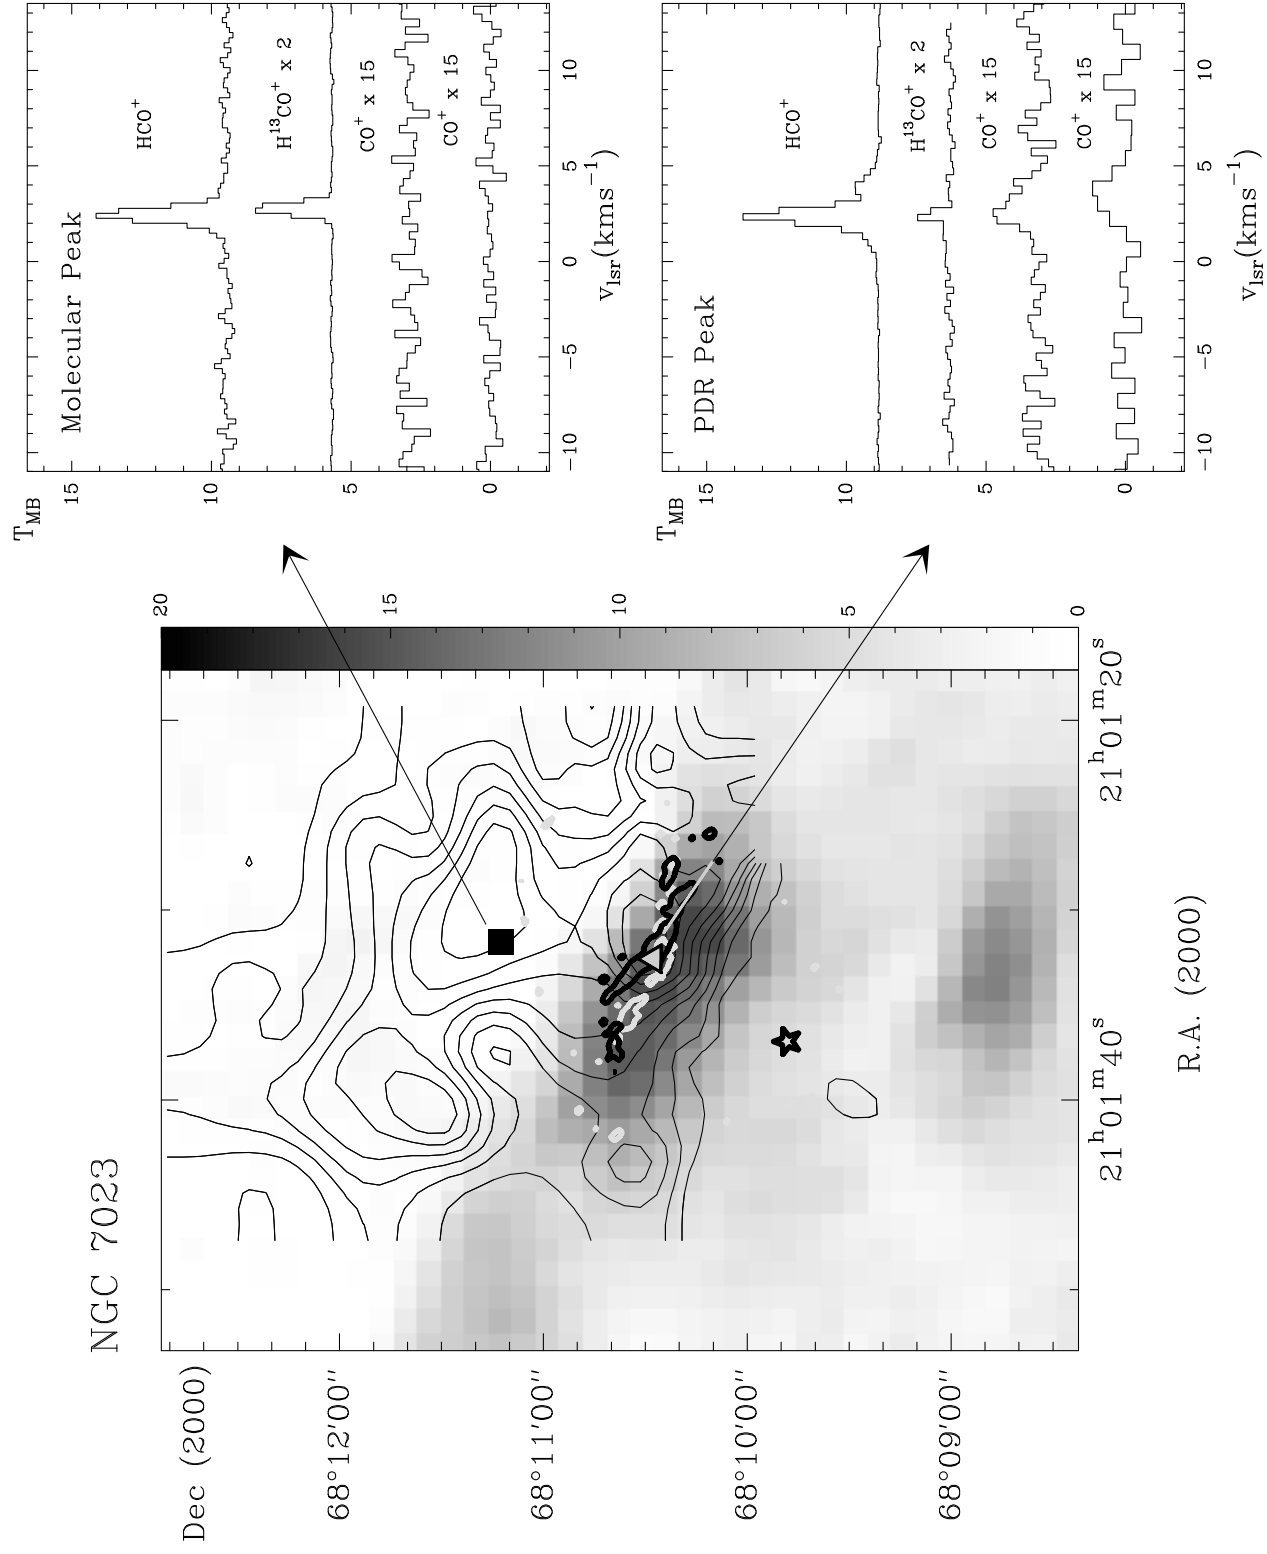 NGC 7023
Dec (2000)
68°12'00"
68°11'00"
68°10'00"
68°09'00"
21h01m40s
21h01m20s
R.A. (2000)
20
15
10
5
0
TMB
15
10
5
0
Molecular Peak
HCO+
H13CO+ x 2
CO+ x 15
CO+ x 15
−10
−5
0
5
10
vlsr(kms−1)
TMB
15
10
5
0
PDR Peak
HCO+
H13CO+ x 2
CO+ x 15
CO+ x 15
−10
−5
0
5
10
vlsr(kms−1)